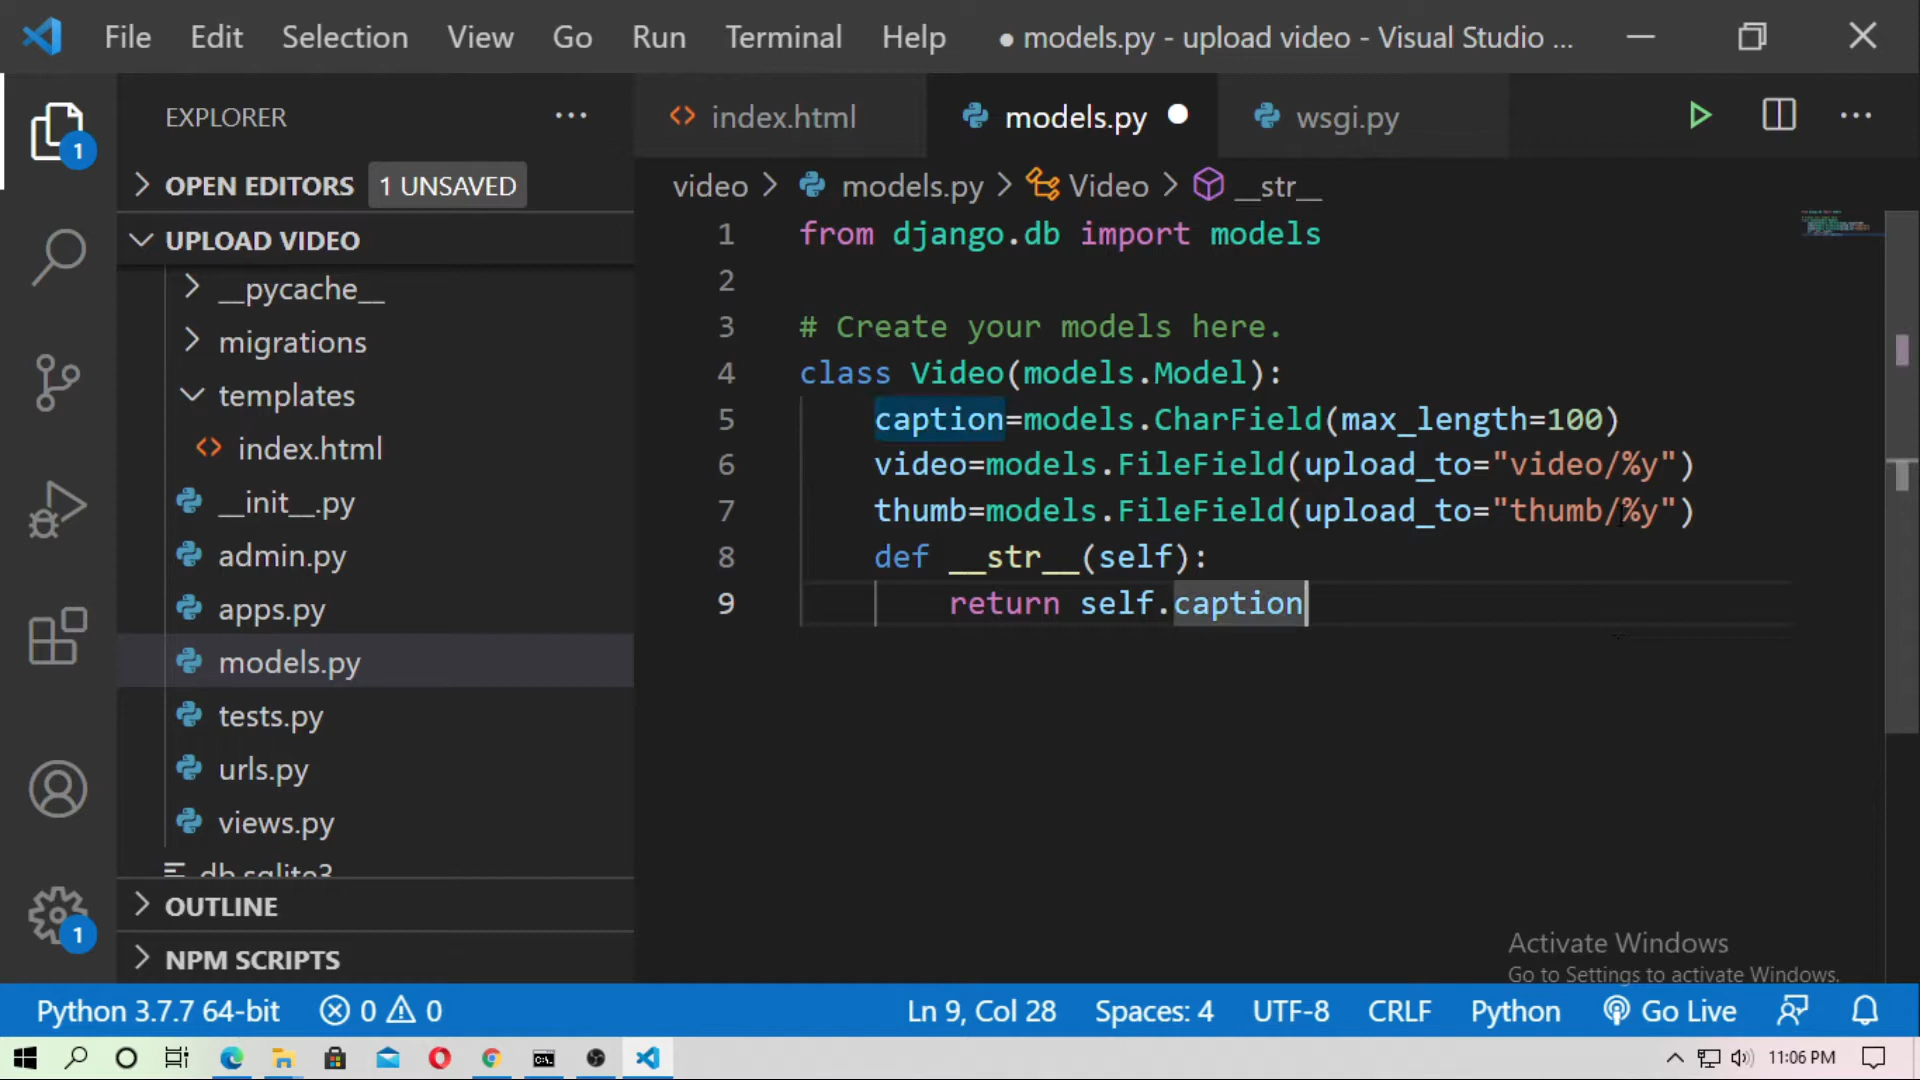 File Edit Selection View Go Run Terminal Help ● models.py - upload video - Visual Studio ...
EXPLORER ...
index.html models.py ● wsgi.py ...
OPEN EDITORS 1 UNSAVED
video > models.py > Video > __str__
UPLOAD VIDEO
__pycache__
migrations
templates
index.html
__init__.py
admin.py
apps.py
models.py
tests.py
urls.py
views.py
db.sqlite3
OUTLINE
NPM SCRIPTS
1 from django.db import models
2
3 # Create your models here.
4 class Video(models.Model):
5 caption=models.CharField(max_length=100)
6 video=models.FileField(upload_to="video/%y")
7 thumb=models.FileField(upload_to="thumb/%y")
8 def __str__(self):
9 return self.caption
Activate Windows
Go to Settings to activate Windows.
1
1
Python 3.7.7 64-bit 0 0 Ln 9, Col 28 Spaces: 4 UTF-8 CRLF Python Go Live
11:06 PM